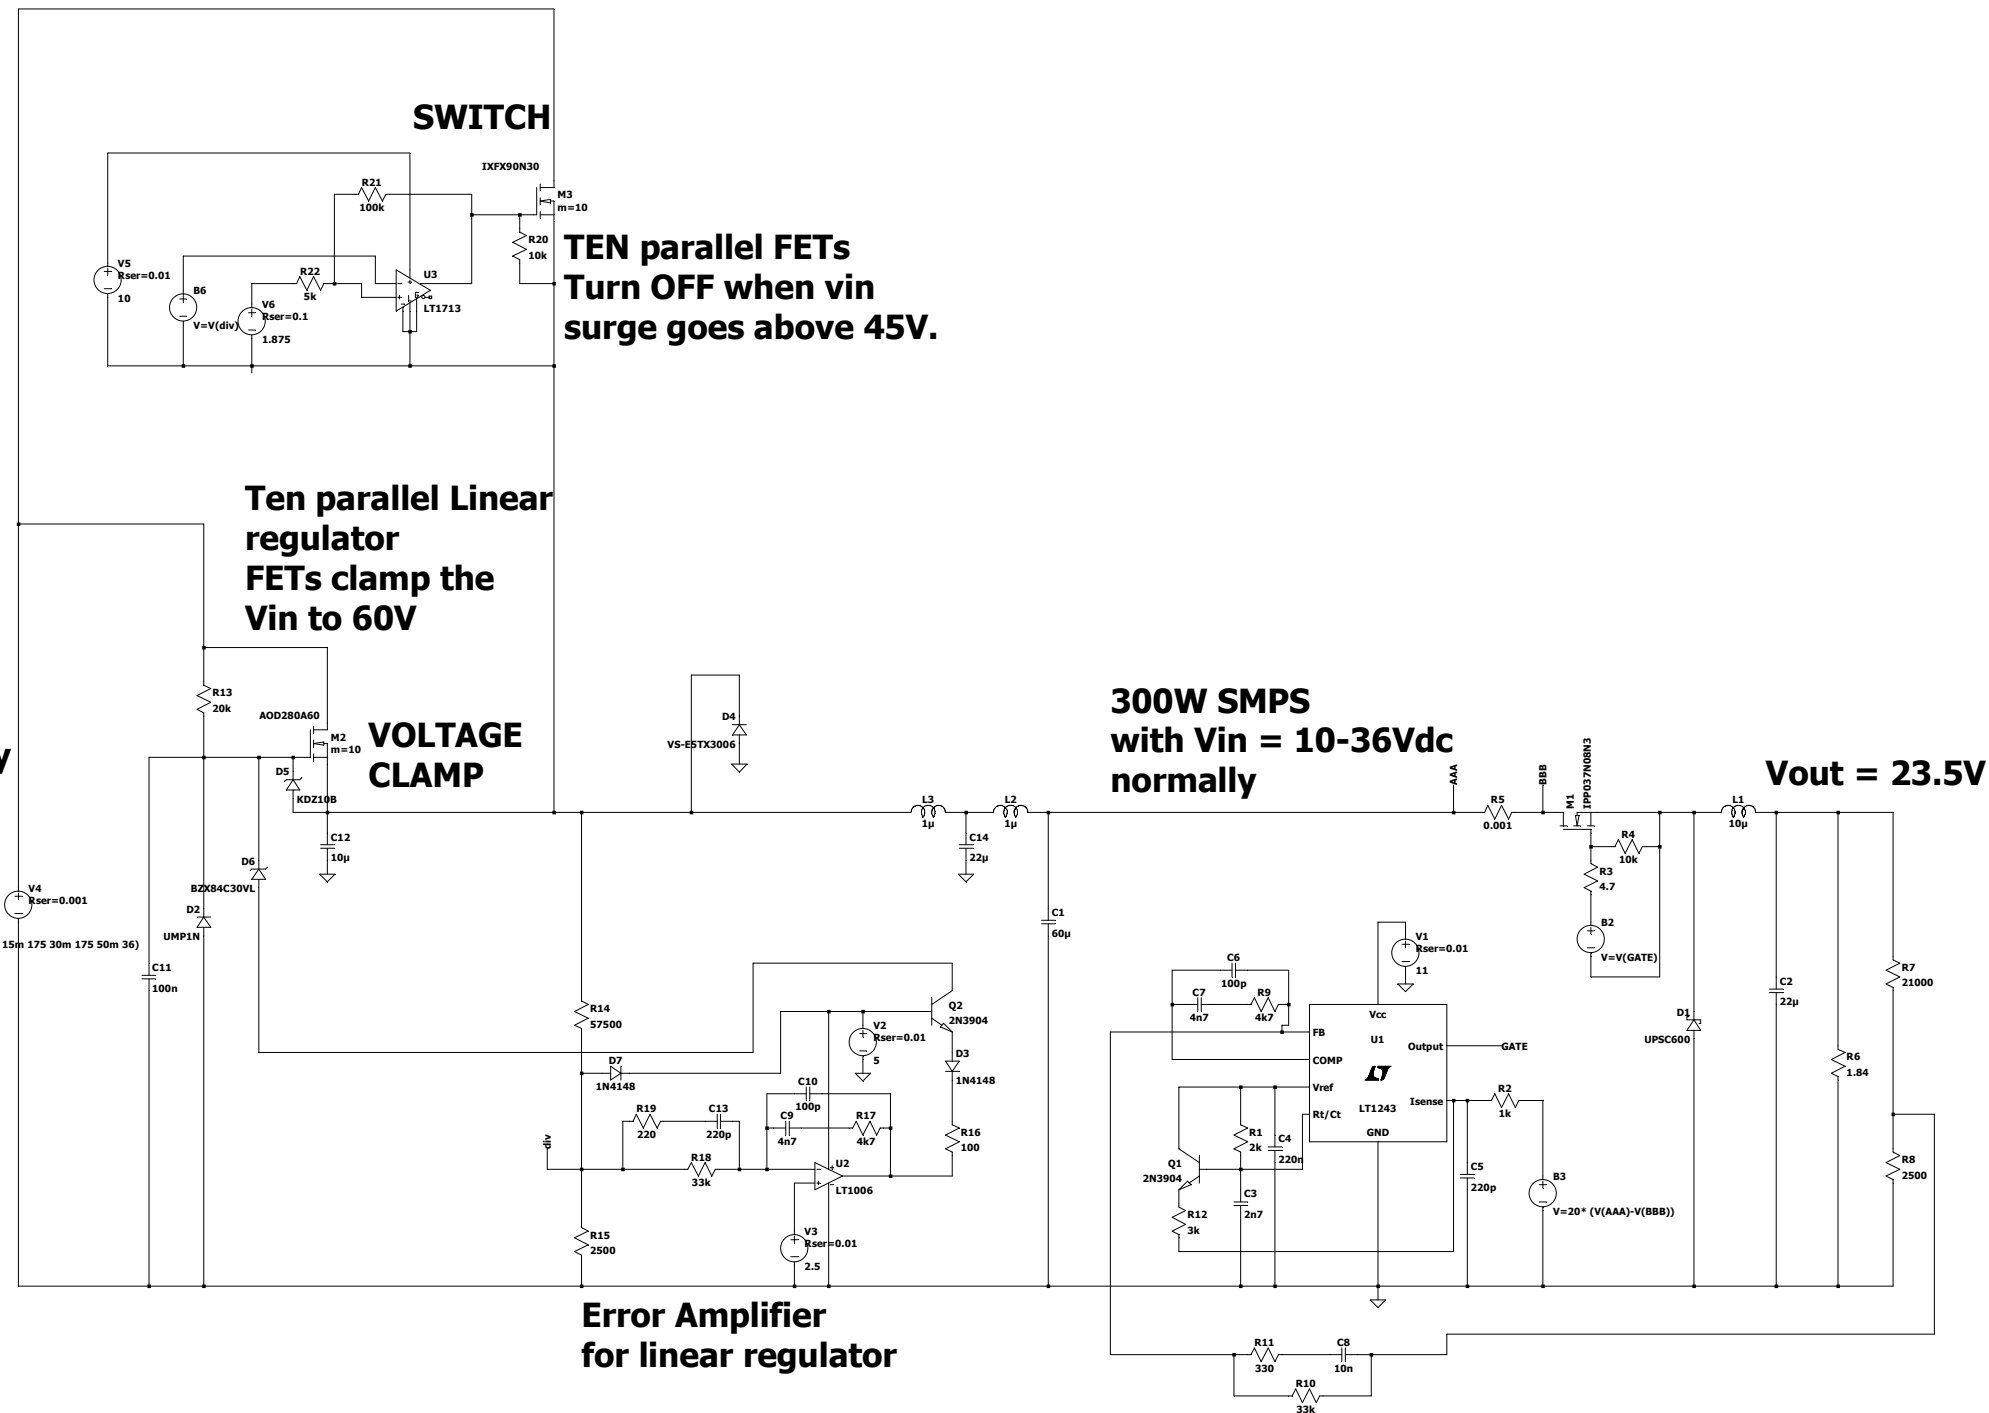 SWITCH
IXFX90N30
M3
m=10
R21
100k
R20
10k
TEN parallel FETs
Turn OFF when vin
surge goes above 45V.
V5
Rser=0.01
10
B6
V=V(div)
R22
5k
V6
Rser=0.1
1.875
U3
LT1713
Ten parallel Linear
regulator
FETs clamp the
Vin to 60V
R13
20k
AOD280A60
M2
m=10
VOLTAGE
CLAMP
D5
KDZ10B
C12
10µ
D6
BZX84C30VL
D2
UMP1N
V4
Rser=0.001
15m 175 30m 175 50m 36)
C11
100n
D4
VS-E5TX3006
L3
1µ
L2
1µ
C14
22µ
C1
60µ
300W SMPS
with Vin = 10-36Vdc
normally
AAA
R5
0.001
BBB
M1
IPP037N08N3
R4
10k
R3
4.7
B2
V=V(GATE)
Vout = 23.5V
L1
10µ
D1
UPSC600
C2
22µ
R6
1.84
R7
21000
R8
2500
R14
57500
D7
1N4148
V2
Rser=0.01
5
Q2
2N3904
D3
1N4148
R16
100
C10
100p
C9
4n7
R17
4k7
R19
220
C13
220p
R18
33k
div
U2
LT1006
V3
Rser=0.01
2.5
R15
2500
Error Amplifier
for linear regulator
C6
100p
C7
4n7
R9
4k7
V1
Rser=0.01
11
Vcc
U1
FB
COMP
Vref
Rt/Ct
Output
GATE
Isense
LT1243
GND
R2
1k
R1
2k
C4
220n
Q1
2N3904
C3
2n7
R12
3k
C5
220p
B3
V=20* (V(AAA)-V(BBB))
R11
330
C8
10n
R10
33k